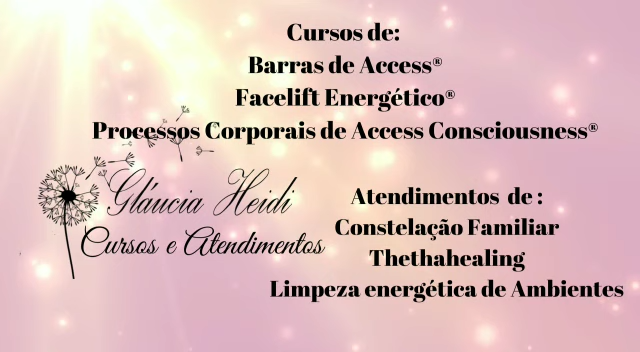 Cursos de:
Barras de Access®
Facelift Energético®
Processos Corporais de Access Consciousness®
Gláucia Heidi
Cursos e Atendimentos
Atendimentos de :
Constelação Familiar
Thethahealing
Limpeza energética de Ambientes